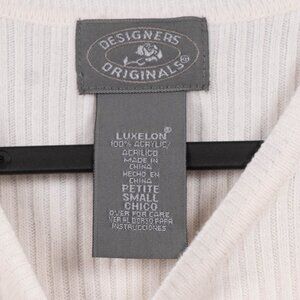 DESIGNERS
ORIGINALS®
LUXELON®
100% ACRYLIC/
ACRILICO
MADE IN
CHINA
HECHO EN
CHINA
PETITE
SMALL
CHICO
OVER FOR CARE
VER AL DORSO PARA
INSTRUCCIONES